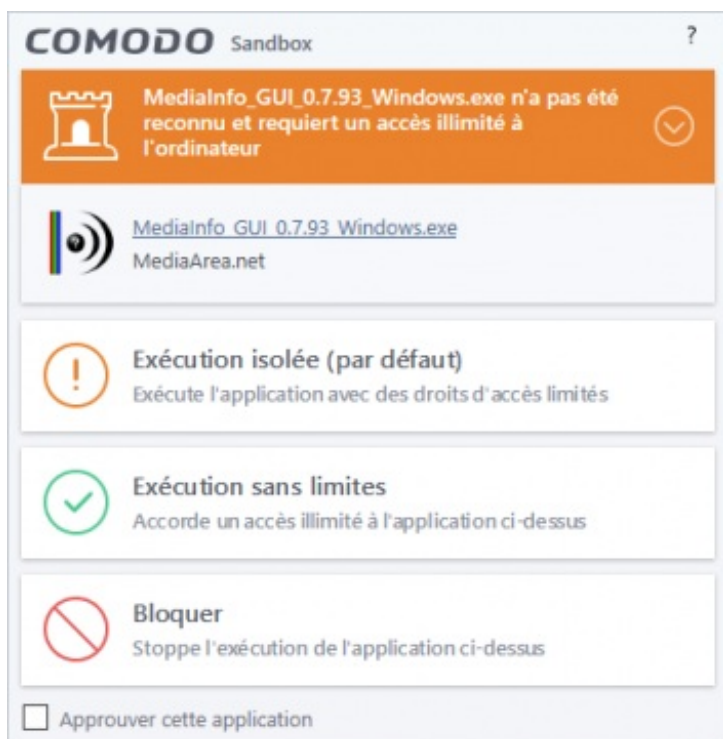 COMODO Sandbox ?
MediaInfo_GUI_0.7.93_Windows.exe n'a pas été
reconnu et requiert un accès illimité à
l'ordinateur
MediaInfo_GUI_0.7.93_Windows.exe
MediaArea.net
Exécution isolée (par défaut)
Exécute l'application avec des droits d'accès limités
Exécution sans limites
Accorde un accès illimité à l'application ci-dessus
Bloquer
Stoppe l'exécution de l'application ci-dessus
Approuver cette application